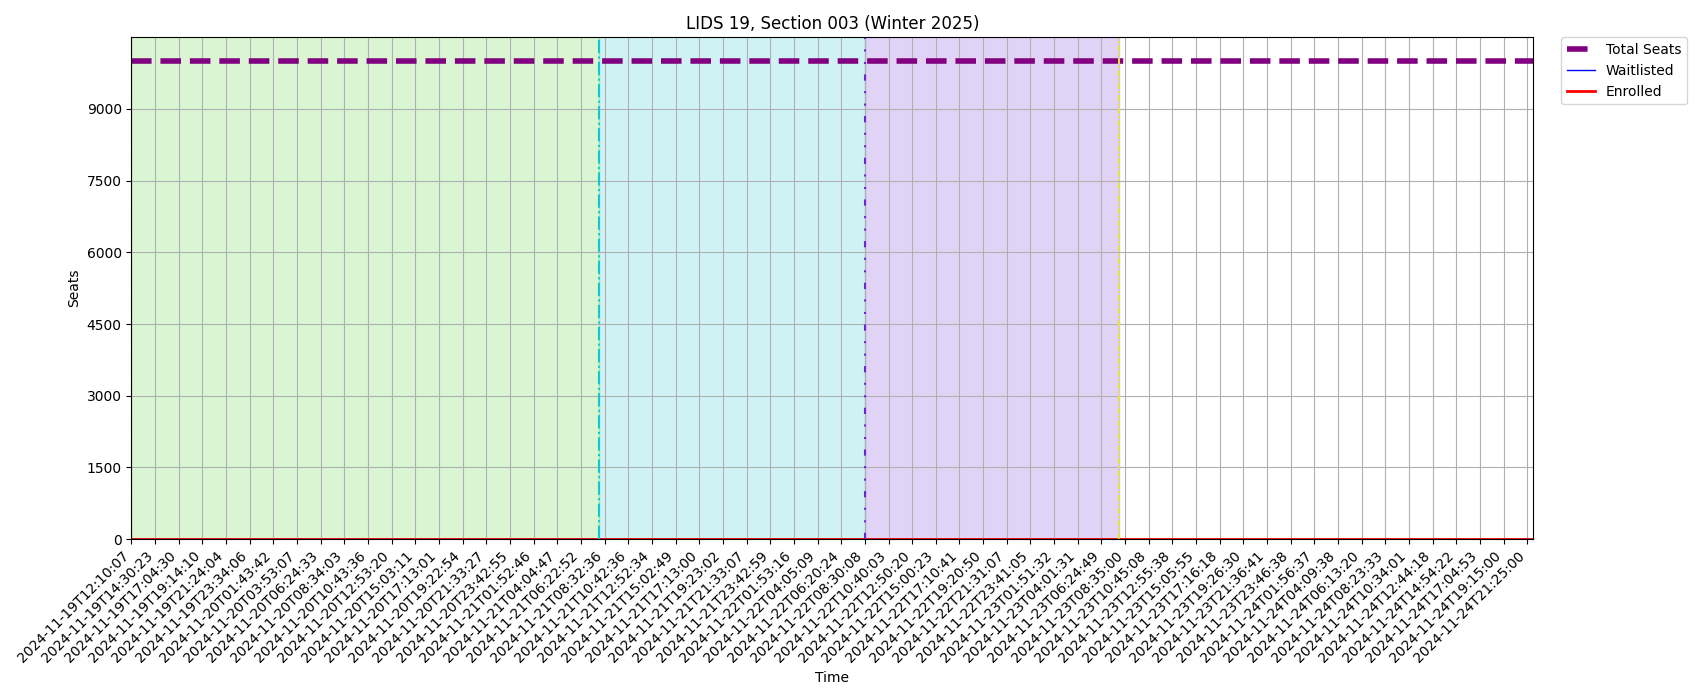 LIDS 19, Section 003 (Winter 2025)
Total Seats
Waitlisted
Enrolled
Seats
9000
7500
6000
4500
3000
1500
0
2024-11-19T12:10:07
2024-11-19T14:30:23
2024-11-19T17:04:30
2024-11-19T19:14:10
2024-11-19T21:24:04
2024-11-19T23:34:06
2024-11-20T01:43:42
2024-11-20T03:53:07
2024-11-20T06:24:33
2024-11-20T08:34:03
2024-11-20T10:43:36
2024-11-20T12:53:20
2024-11-20T15:03:11
2024-11-20T17:13:01
2024-11-20T19:22:54
2024-11-20T21:33:27
2024-11-20T23:42:55
2024-11-21T01:52:46
2024-11-21T04:04:47
2024-11-21T06:22:52
2024-11-21T08:32:36
2024-11-21T10:42:36
2024-11-21T12:52:34
2024-11-21T15:02:49
2024-11-21T17:13:00
2024-11-21T19:23:02
2024-11-21T21:33:07
2024-11-21T23:42:59
2024-11-22T01:53:16
2024-11-22T04:05:09
2024-11-22T06:20:24
2024-11-22T08:30:08
2024-11-22T10:40:03
2024-11-22T12:50:20
2024-11-22T15:00:23
2024-11-22T17:10:41
2024-11-22T19:20:50
2024-11-22T21:31:07
2024-11-22T23:41:05
2024-11-23T01:51:32
2024-11-23T04:01:31
2024-11-23T06:24:49
2024-11-23T08:35:00
2024-11-23T10:45:08
2024-11-23T12:55:38
2024-11-23T15:05:55
2024-11-23T17:16:18
2024-11-23T19:26:30
2024-11-23T21:36:41
2024-11-23T23:46:38
2024-11-24T01:56:37
2024-11-24T04:09:38
2024-11-24T06:13:20
2024-11-24T08:23:33
2024-11-24T10:34:01
2024-11-24T12:44:18
2024-11-24T14:54:22
2024-11-24T17:04:53
2024-11-24T19:15:00
2024-11-24T21:25:00
Time